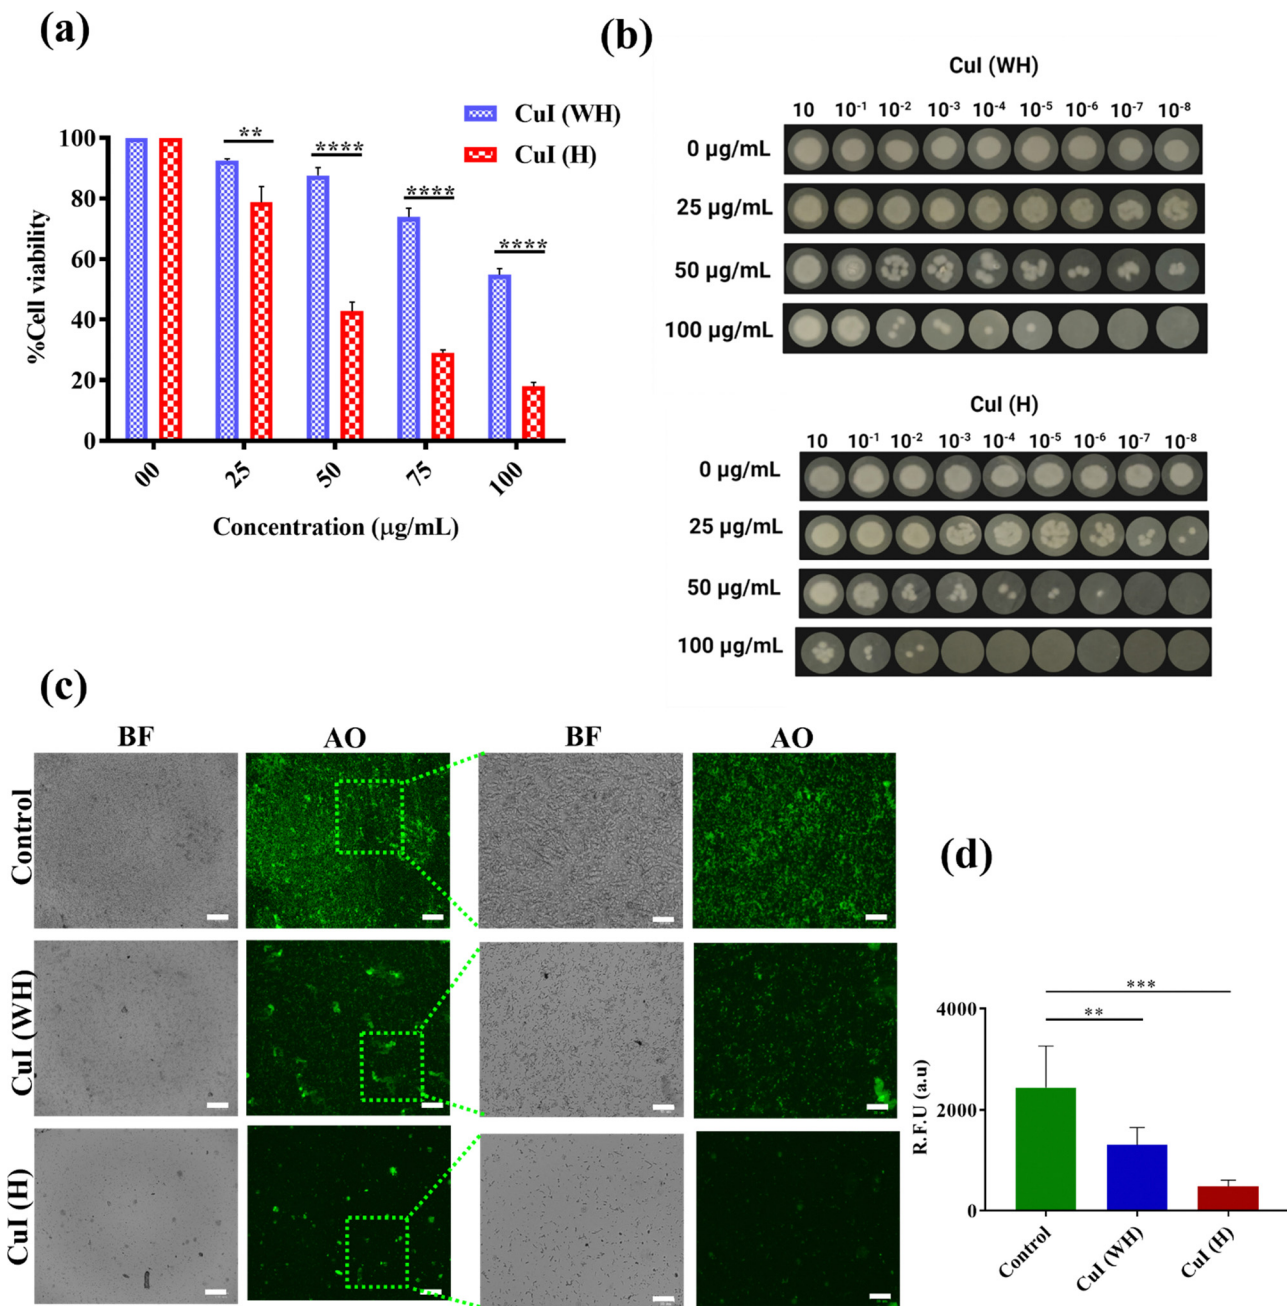 (a)
CuI (WH)
CuI (H)
**
****
****
****
100
80
60
40
20
0
%Cell viability
00
25
50
75
100
Concentration (µg/mL)
(b)
CuI (WH)
10 10-1 10-2 10-3 10-4 10-5 10-6 10-7 10-8
0 µg/mL
25 µg/mL
50 µg/mL
100 µg/mL
CuI (H)
10 10-1 10-2 10-3 10-4 10-5 10-6 10-7 10-8
0 µg/mL
25 µg/mL
50 µg/mL
100 µg/mL
(c)
BF AO BF AO
Control
CuI (WH)
CuI (H)
(d)
***
**
4000
2000
0
R.F.U (a.u)
Control
CuI (WH)
CuI (H)